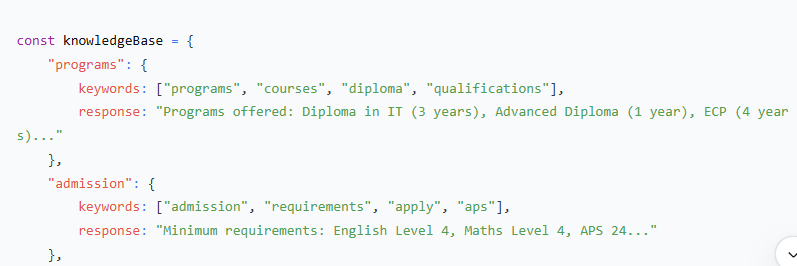 const knowledgeBase = {
    "programs": {
        keywords: ["programs", "courses", "diploma", "qualifications"],
        response: "Programs offered: Diploma in IT (3 years), Advanced Diploma (1 year), ECP (4 year
s)..."
    },
    "admission": {
        keywords: ["admission", "requirements", "apply", "aps"],
        response: "Minimum requirements: English Level 4, Maths Level 4, APS 24..."
    },